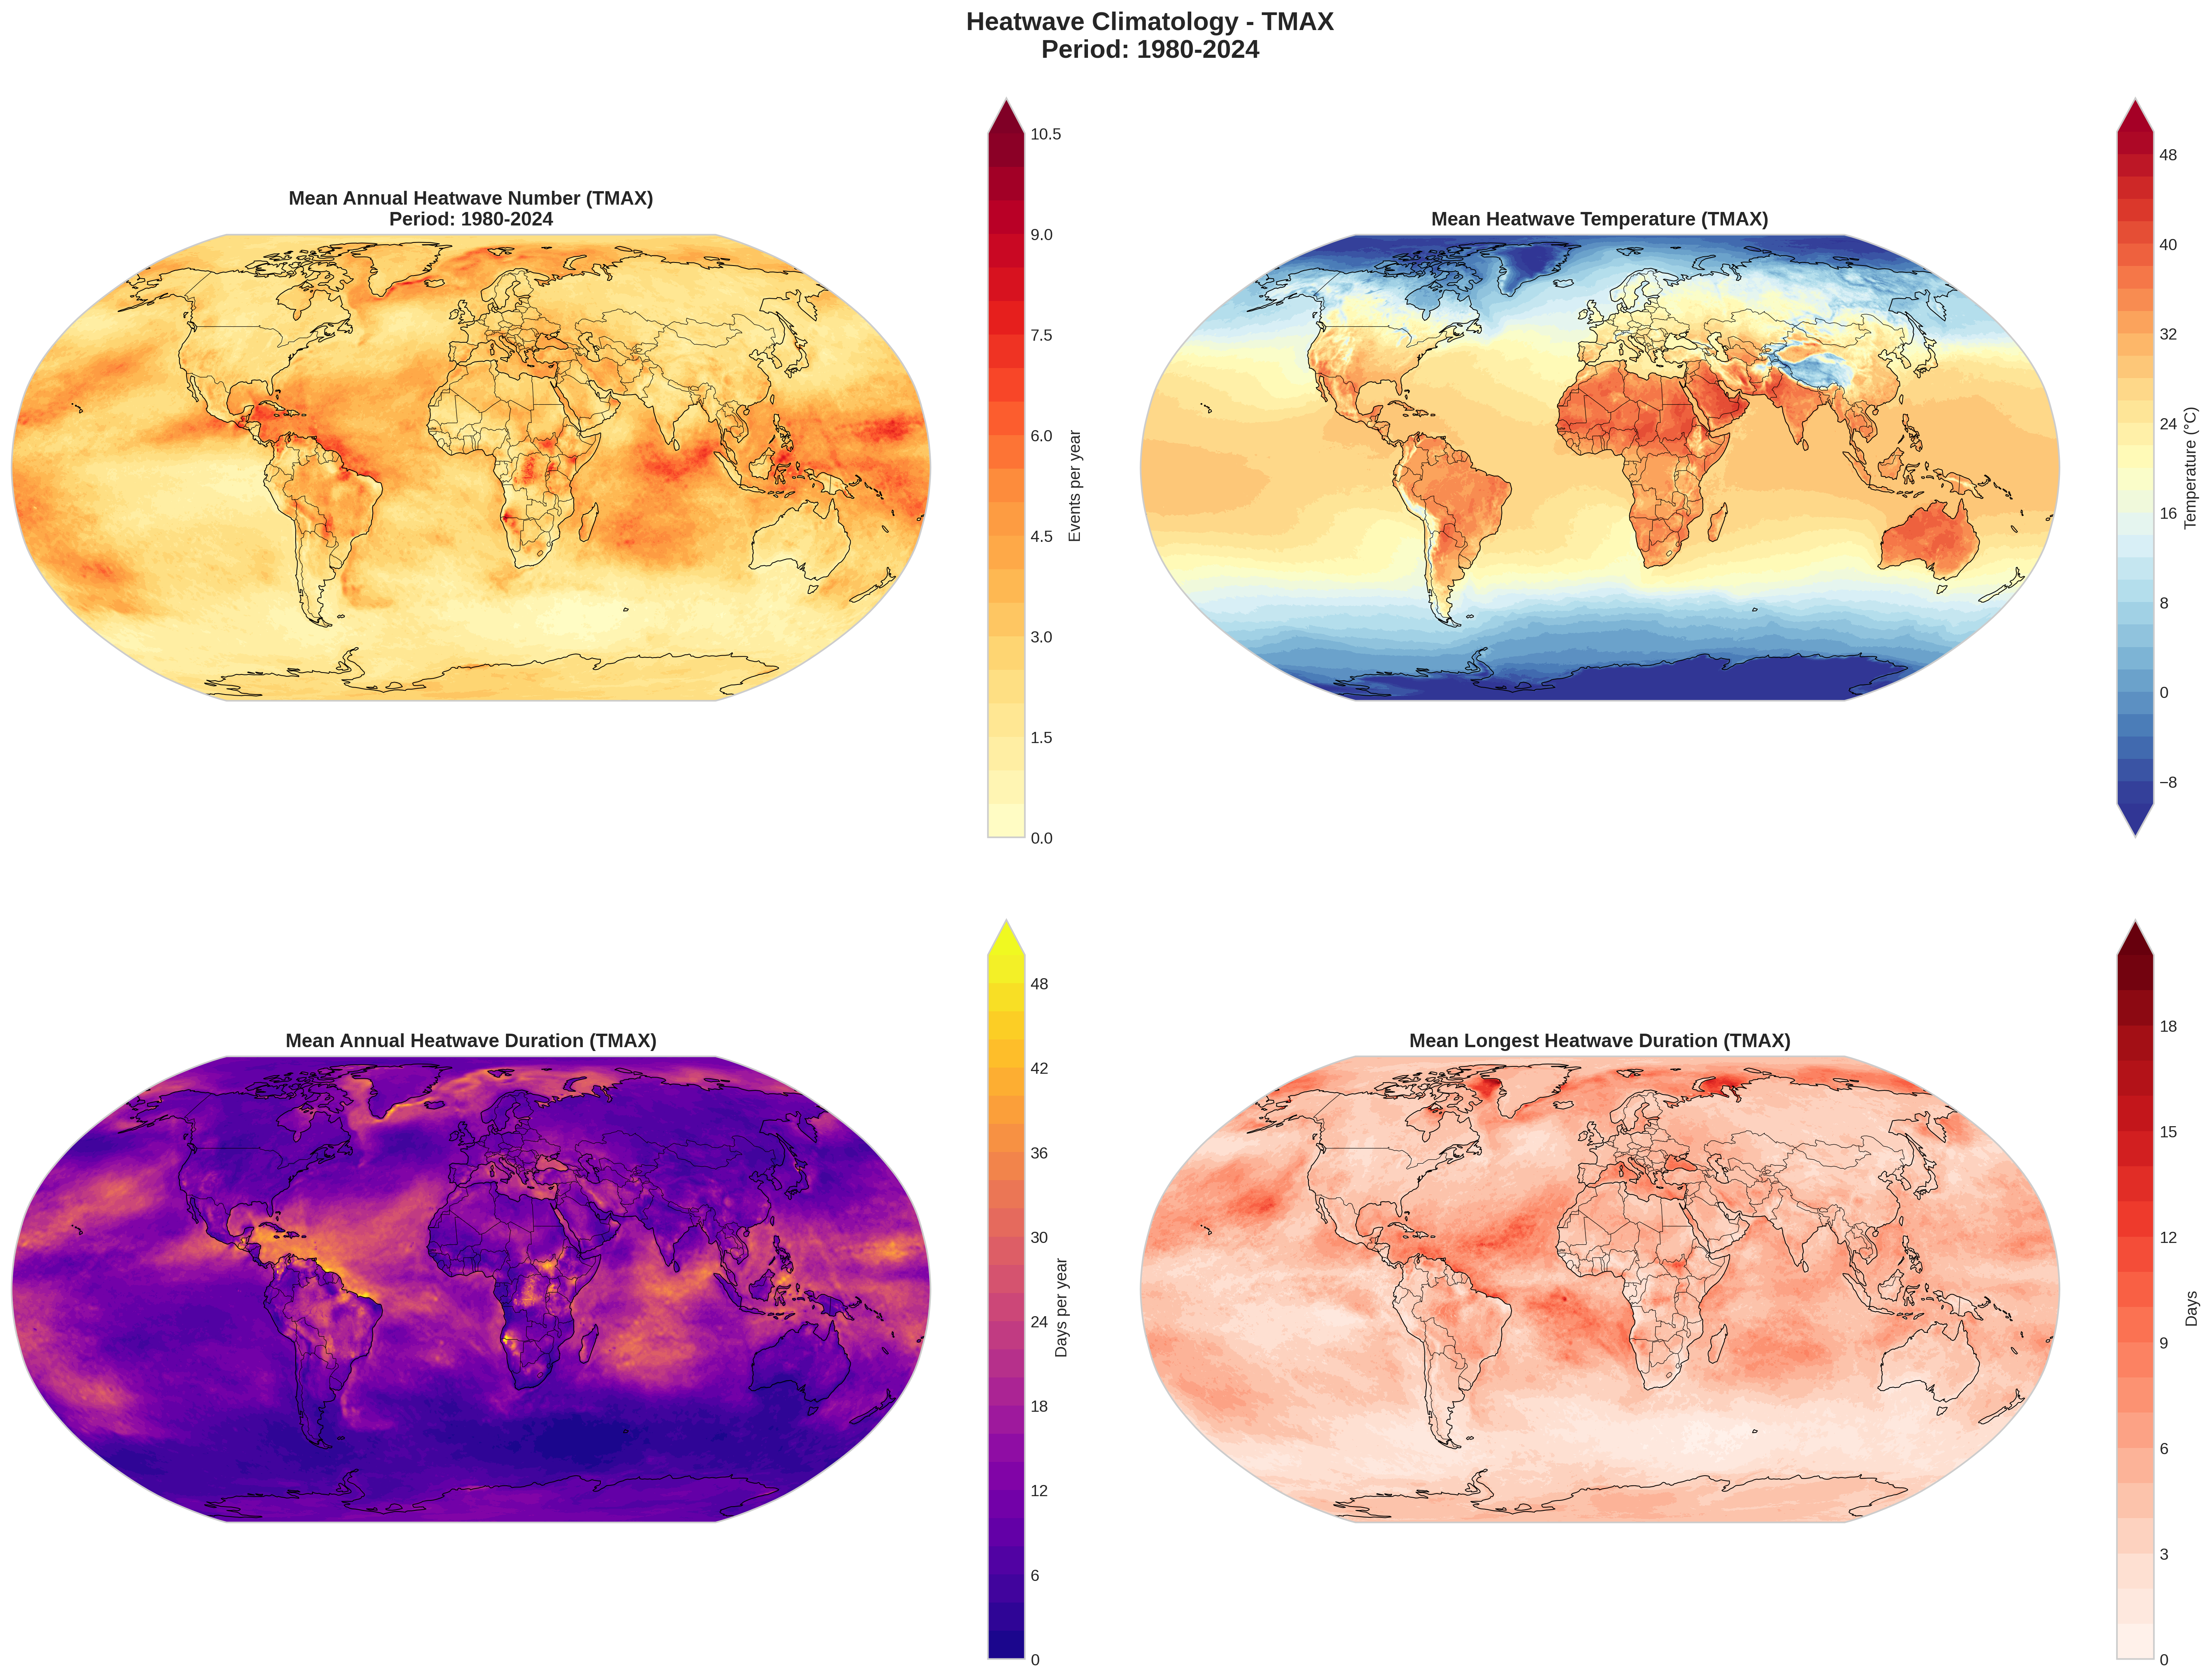 Heatwave Climatology - TMAX
Period: 1980-2024
Mean Annual Heatwave Number (TMAX)
Period: 1980-2024
10.5
9.0
7.5
6.0
4.5
3.0
1.5
0.0
Events per year
Mean Heatwave Temperature (TMAX)
48
40
32
24
16
8
0
−8
Temperature (°C)
Mean Annual Heatwave Duration (TMAX)
48
42
36
30
24
18
12
6
0
Days per year
Mean Longest Heatwave Duration (TMAX)
18
15
12
9
6
3
0
Days